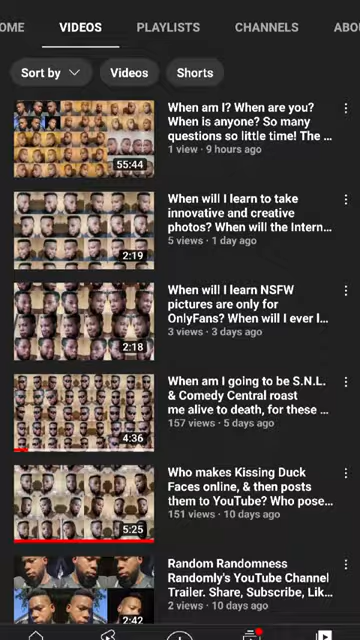 OME VIDEOS PLAYLISTS CHANNELS ABO
Sort by Videos Shorts
When am I? When are you?
When is anyone? So many
questions so little time! The ...
1 view · 9 hours ago
55:44
When will I learn to take
innovative and creative
photos? When will the Intern...
5 views · 1 day ago
2:19
When will I learn NSFW
pictures are only for
OnlyFans? When will I ever l...
3 views · 3 days ago
2:18
When am I going to be S.N.L.
& Comedy Central roast
me alive to death, for these ...
157 views · 5 days ago
4:36
Who makes Kissing Duck
Faces online, & then posts
them to YouTube? Who pose...
151 views · 10 days ago
5:25
Random Randomness
Randomly's YouTube Channel
Trailer. Share, Subscribe, Lik...
2 views · 10 days ago
2:42